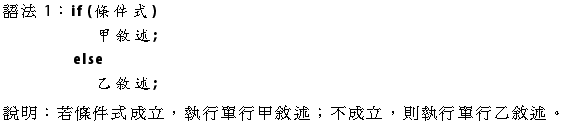 語法 1：if (條件式)
甲敘述;
else
乙敘述;
說明：若條件式成立，執行單行甲敘述；不成立，則執行單行乙敘述。